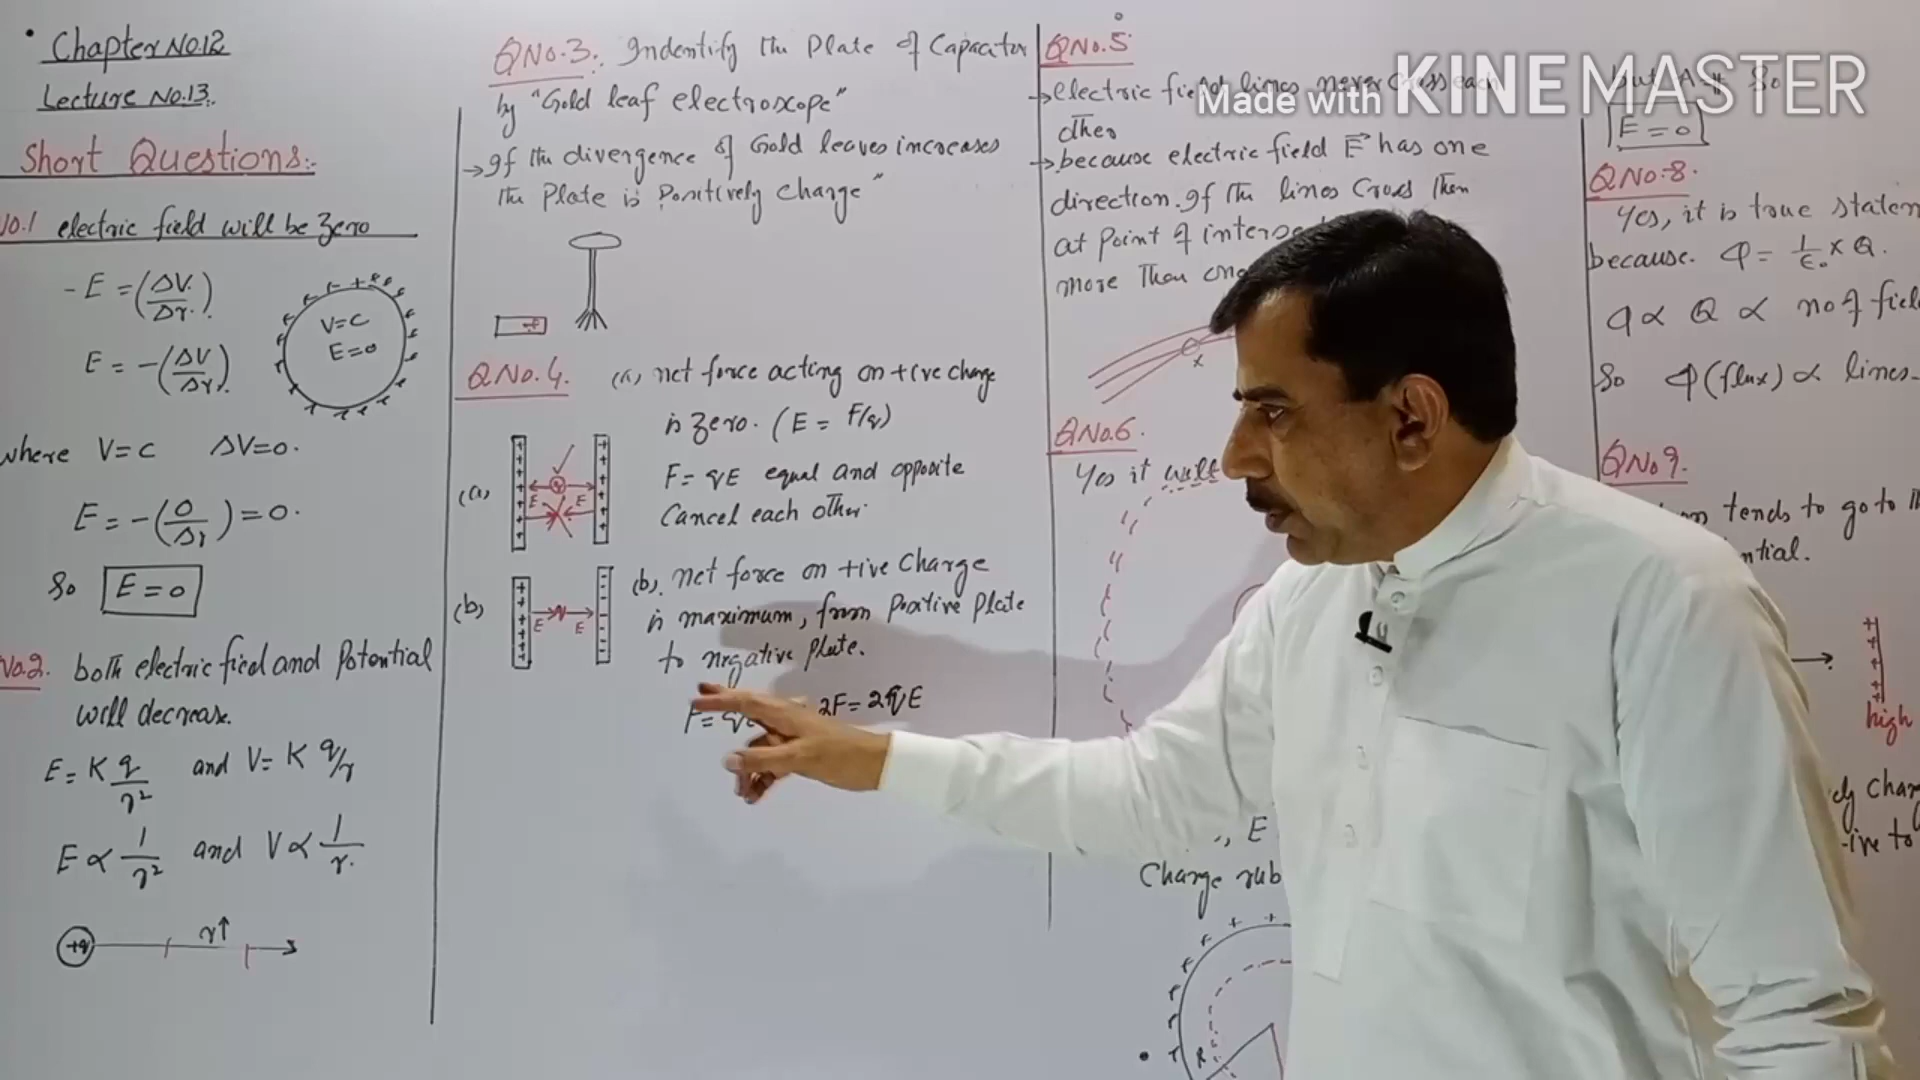 Chapter No.12
Lecture No.13.
Short Questions:-
No.1 electric field will be Zero
- E = (ΔV/Δr.)
E = -(ΔV/Δr)
V=C
E=0
where V=C ΔV=0.
E = -(0/Δr) = 0.
So E = 0
No.2. both electric fied and Potential
will decrease.
E = K q/r² and V = K q/r
E ∝ 1/r² and V ∝ 1/r.
+q r↑
QNo.3:. Indentify the Plate of Capacitor
by "Gold leaf electroscope"
→ If the divergence of Gold leaves increases
the Plate is Positively Charge"
QNo.4. (a) net force acting on +ive charge
is Zero. (E = F/q)
F = qE equal and opposite
Cancel each other.
(a)
E E
(b). net force on +ive Charge
is maximum, from positive Plate
to negative Plate.
F = q 2F = 2qE
(b)
E E
QNo.5
→ electric field lines never Cross each
other
→ because electric field E⃗ has one
direction. If the lines Cross then
at point of
more than
x
QNo.6.
Yes it will
E
Charge
R
So
E = 0
QNo:-8.
Yes, it is true
because. φ = 1/ε₀ x Q.
φ ∝ Q ∝ no of
So φ (flux) ∝ lines
QNo 9.
tends to go to
high
Made with KINEMASTER